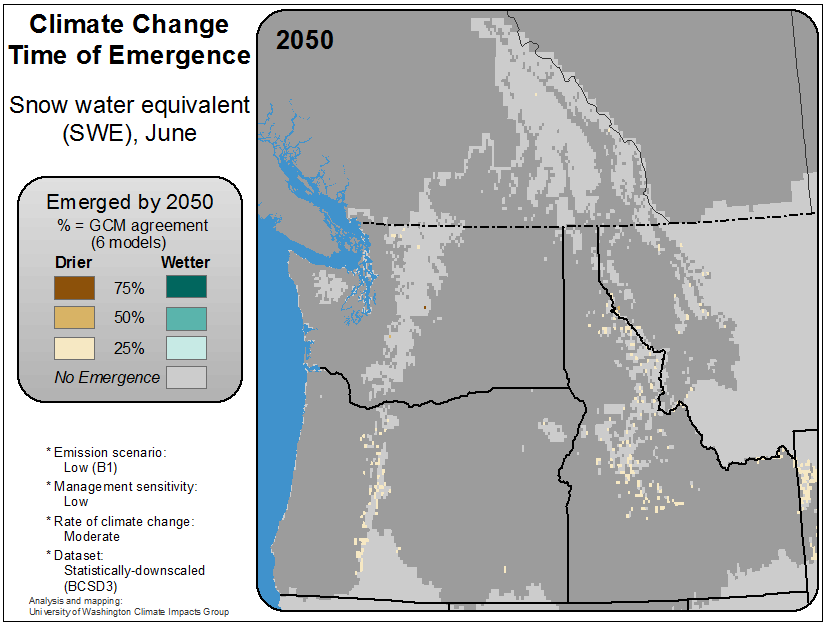 Climate Change
Time of Emergence
Snow water equivalent
(SWE), June
Emerged by 2050
% = GCM agreement
(6 models)
Drier Wetter
75%
50%
25%
No Emergence
* Emission scenario:
Low (B1)
* Management sensitivity:
Low
* Rate of climate change:
Moderate
* Dataset:
Statistically-downscaled
(BCSD3)
Analysis and mapping:
University of Washington Climate Impacts Group
2050